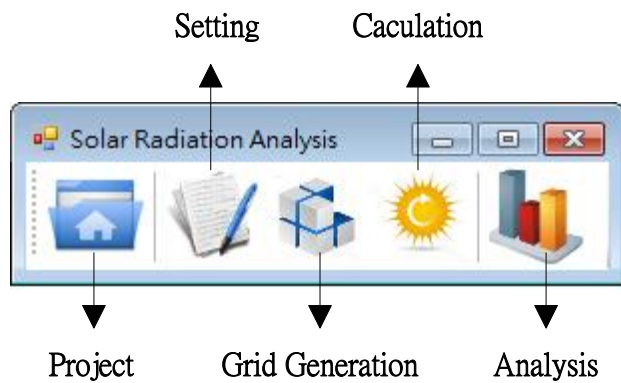 Setting Caculation
Solar Radiation Analysis
Project Grid Generation Analysis